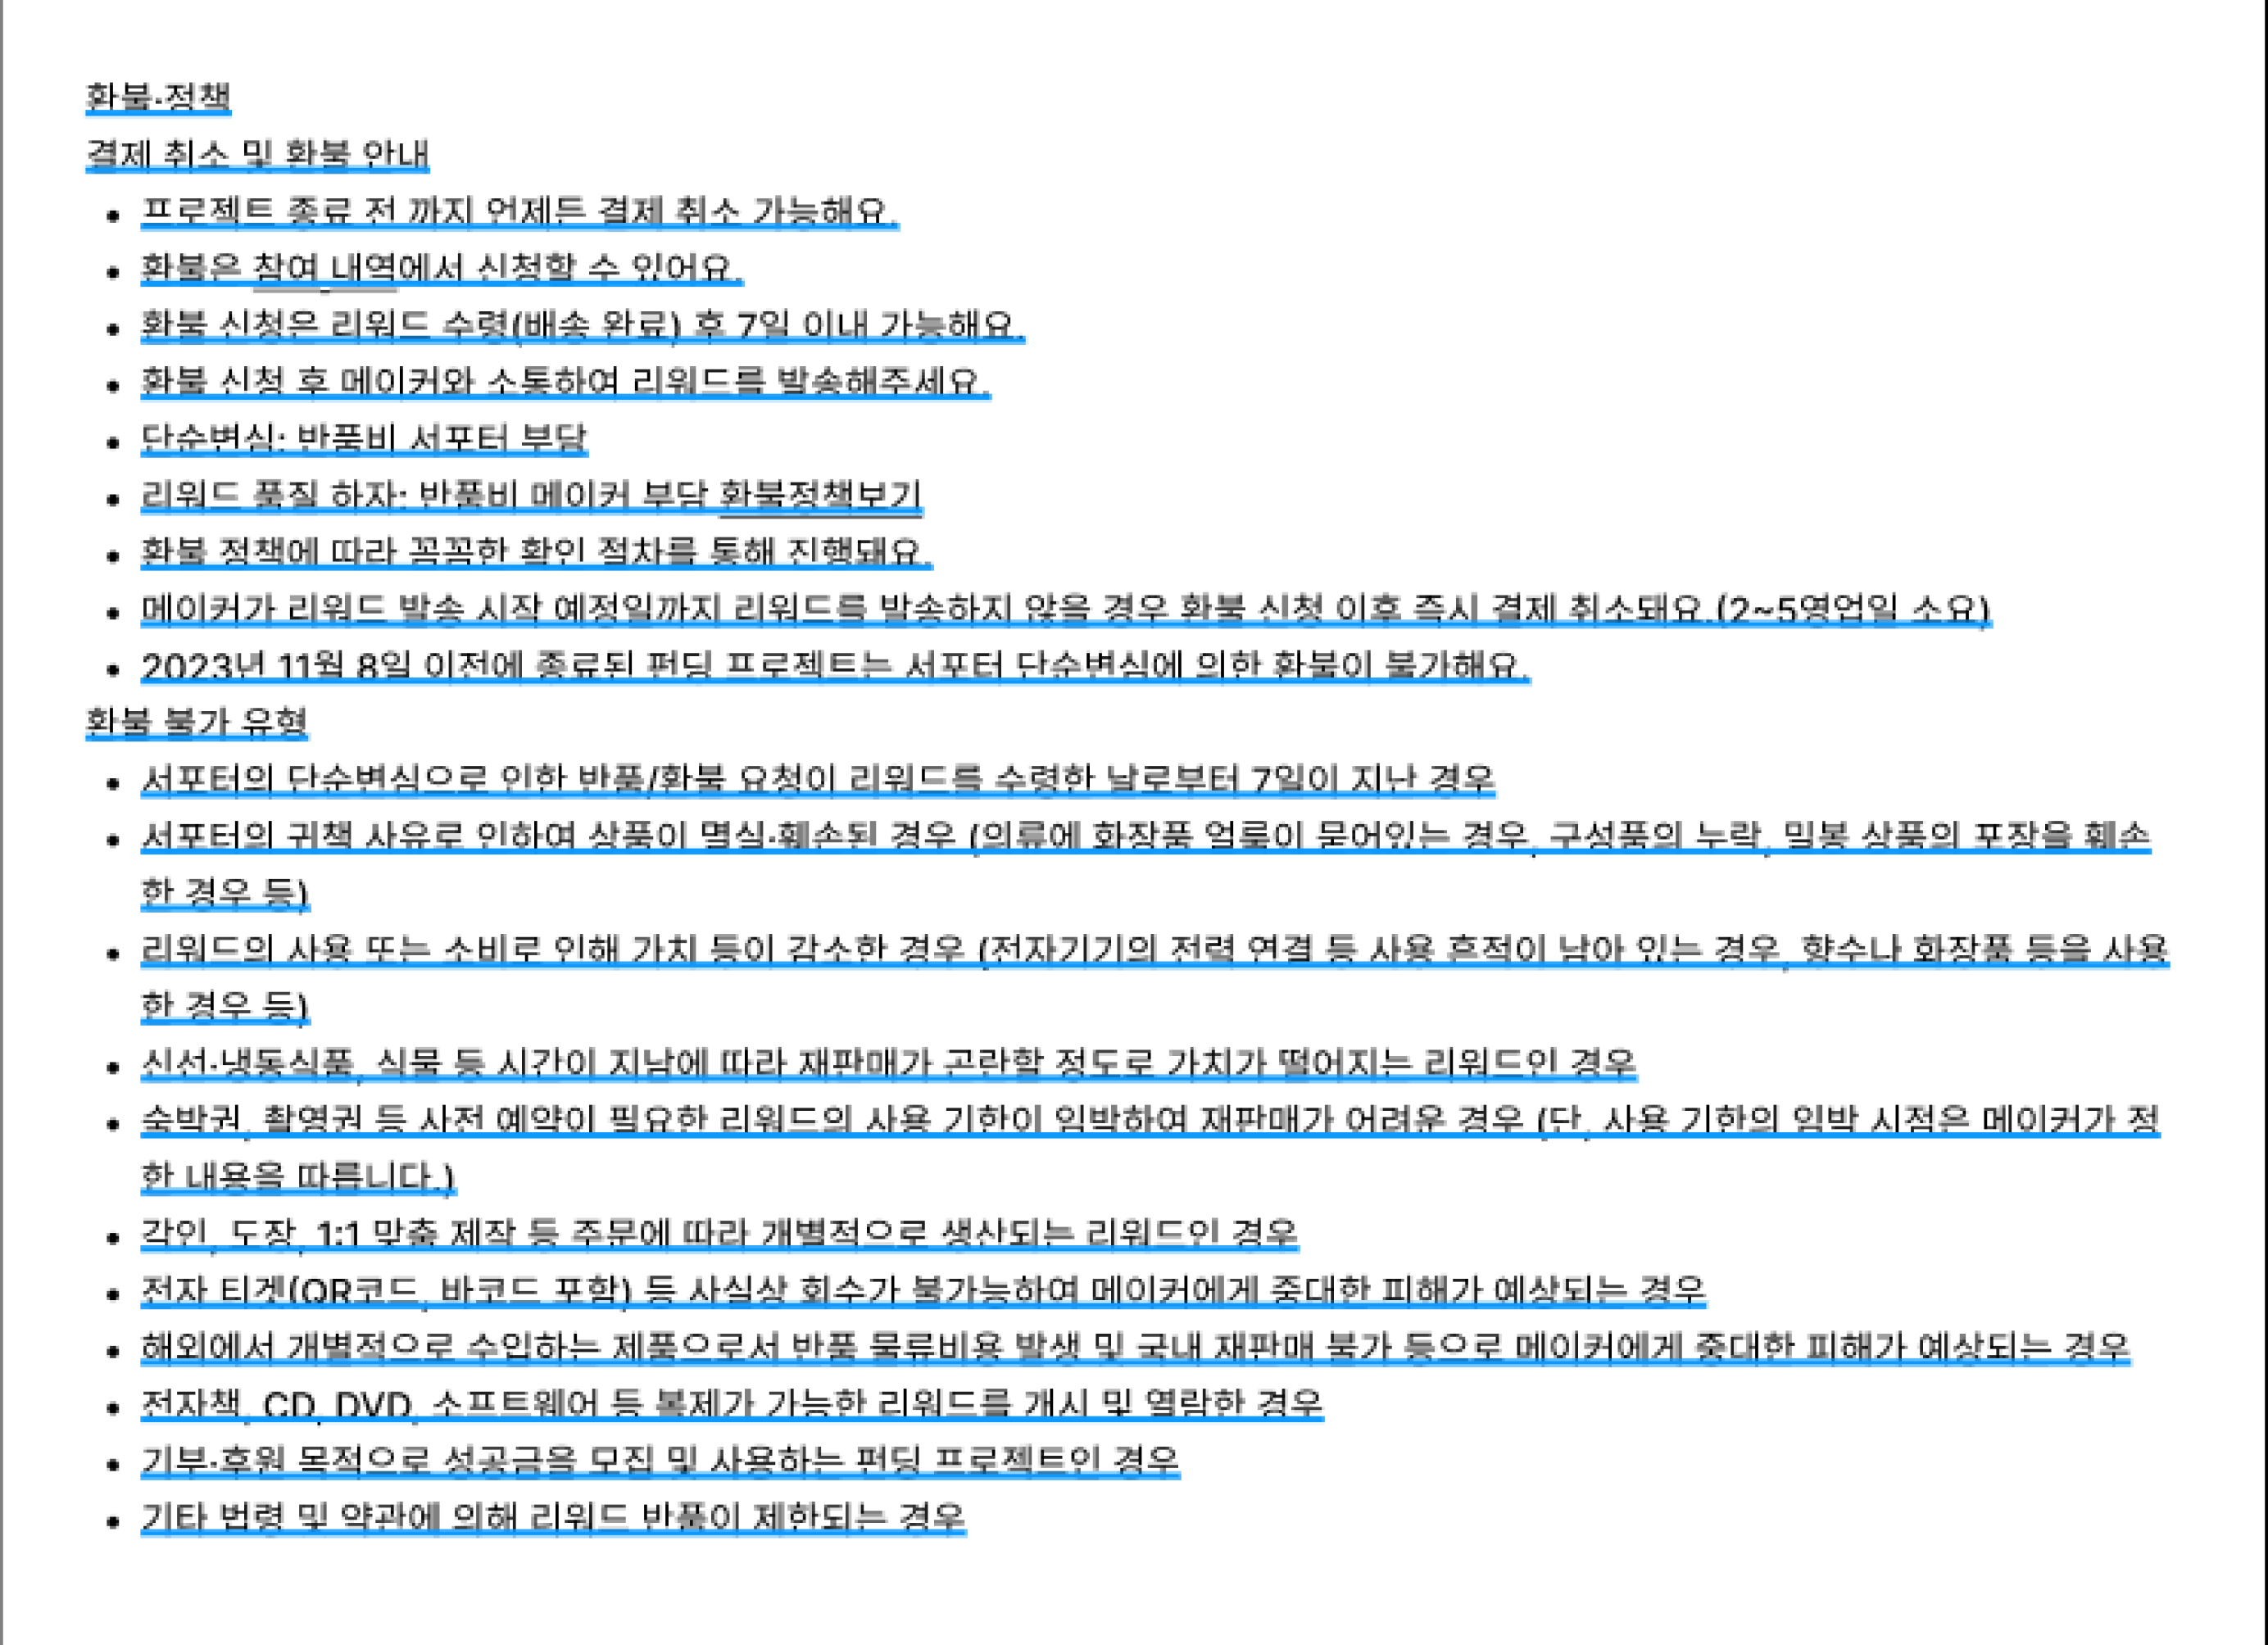 환불·정책
결제 취소 및 환불 안내
프로젝트 종료 전 까지 언제든 결제 취소 가능해요.
환불은 참여 내역에서 신청할 수 있어요.
환불 신청은 리워드 수령(배송 완료) 후 7일 이내 가능해요.
환불 신청 후 메이커와 소통하여 리워드를 발송해주세요.
단순변심: 반품비 서포터 부담
리워드 품질 하자: 반품비 메이커 부담 환불정책보기
환불 정책에 따라 꼼꼼한 확인 절차를 통해 진행돼요.
메이커가 리워드 발송 시작 예정일까지 리워드를 발송하지 않을 경우 환불 신청 이후 즉시 결제 취소돼요.(2~5영업일 소요)
2023년 11월 8일 이전에 종료된 펀딩 프로젝트는 서포터 단순변심에 의한 환불이 불가해요.
환불 불가 유형
서포터의 단순변심으로 인한 반품/환불 요청이 리워드를 수령한 날로부터 7일이 지난 경우
서포터의 귀책 사유로 인하여 상품이 멸실·훼손된 경우 (의류에 화장품 얼룩이 묻어있는 경우, 구성품의 누락, 밀봉 상품의 포장을 훼손
한 경우 등)
리워드의 사용 또는 소비로 인해 가치 등이 감소한 경우 (전자기기의 전력 연결 등 사용 흔적이 남아 있는 경우, 향수나 화장품 등을 사용
한 경우 등)
신선·냉동식품, 식물 등 시간이 지남에 따라 재판매가 곤란할 정도로 가치가 떨어지는 리워드인 경우
숙박권, 촬영권 등 사전 예약이 필요한 리워드의 사용 기한이 임박하여 재판매가 어려운 경우 (단, 사용 기한의 임박 시점은 메이커가 정
한 내용을 따릅니다.)
각인, 도장, 1:1 맞춤 제작 등 주문에 따라 개별적으로 생산되는 리워드인 경우
전자 티켓(QR코드, 바코드 포함) 등 사실상 회수가 불가능하여 메이커에게 중대한 피해가 예상되는 경우
해외에서 개별적으로 수입하는 제품으로서 반품 물류비용 발생 및 국내 재판매 불가 등으로 메이커에게 중대한 피해가 예상되는 경우
전자책, CD, DVD, 소프트웨어 등 복제가 가능한 리워드를 개시 및 열람한 경우
기부·후원 목적으로 성공금을 모집 및 사용하는 펀딩 프로젝트인 경우
기타 법령 및 약관에 의해 리워드 반품이 제한되는 경우